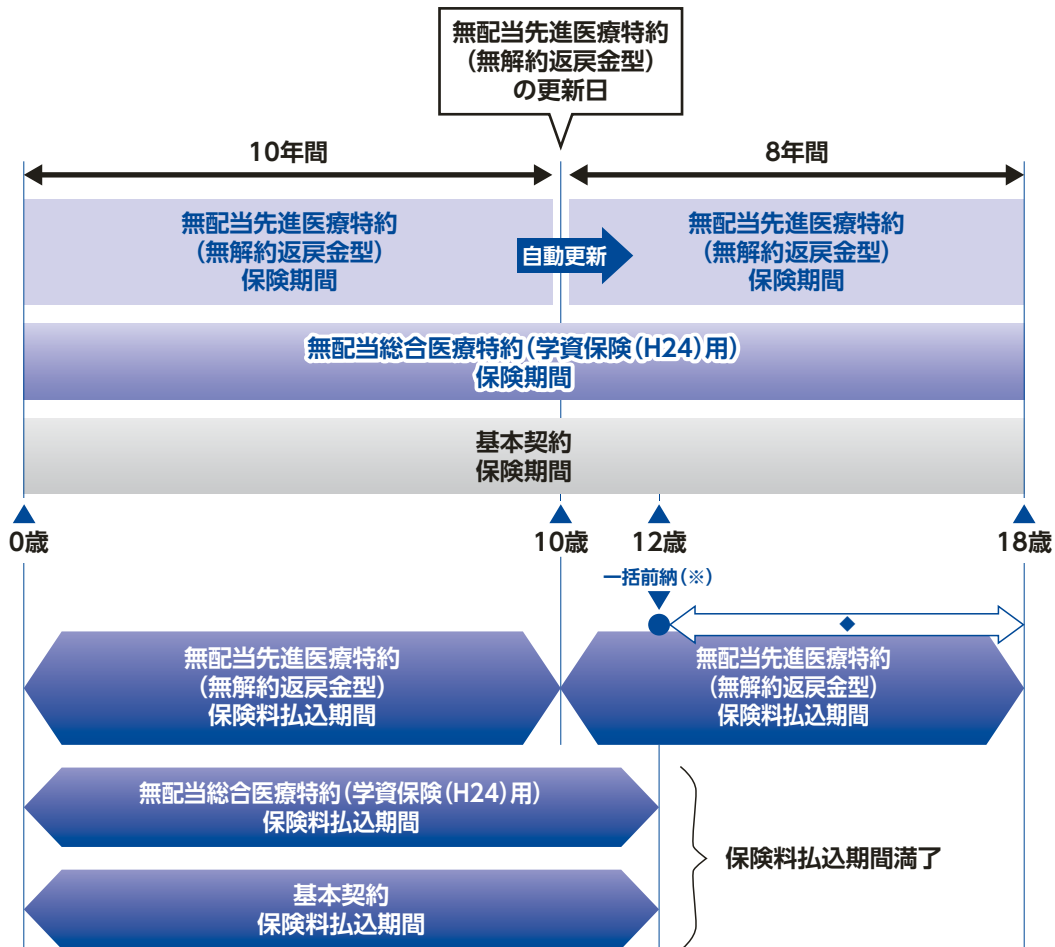 無配当先進医療特約
(無解約返戻金型)
の更新日
10年間
8年間
無配当先進医療特約
(無解約返戻金型)
保険期間
自動更新
無配当先進医療特約
(無解約返戻金型)
保険期間
無配当総合医療特約(学資保険(H24)用)
保険期間
基本契約
保険期間
0歳
10歳
12歳
18歳
一括前納(※)
無配当先進医療特約
(無解約返戻金型)
保険料払込期間
無配当先進医療特約
(無解約返戻金型)
保険料払込期間
無配当総合医療特約(学資保険(H24)用)
保険料払込期間
保険料払込期間満了
基本契約
保険料払込期間